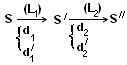 S (L₁)→ S′ (L₂)→ S″
{d₁ {d₂
d₁′ d₂′